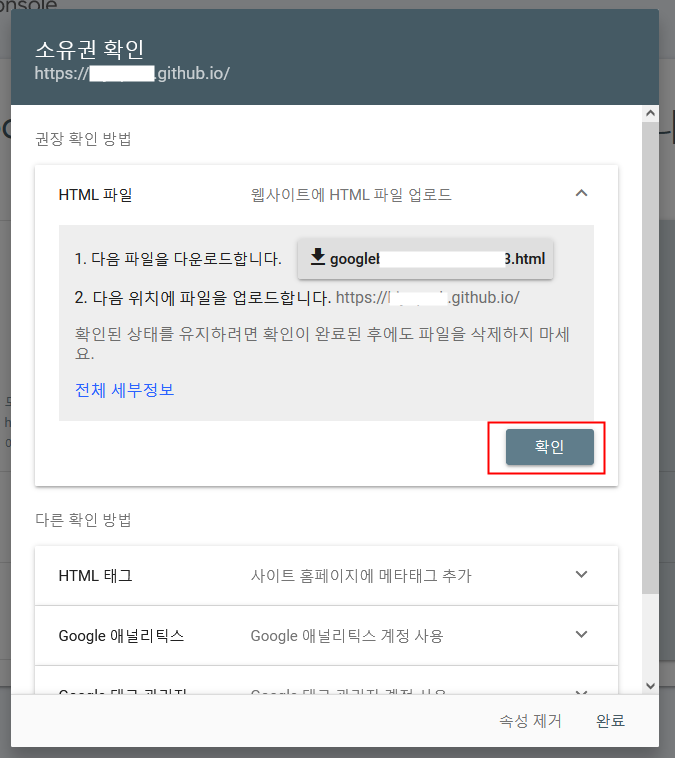 소유권 확인
https:// .github.io/
권장 확인 방법
HTML 파일 웹사이트에 HTML 파일 업로드
1. 다음 파일을 다운로드합니다. 3.html
2. 다음 위치에 파일을 업로드합니다. https:// .github.io/
확인된 상태를 유지하려면 확인이 완료된 후에도 파일을 삭제하지 마세
요.
전체 세부정보
확인
다른 확인 방법
HTML 태그 사이트 홈페이지에 메타태그 추가
Google 애널리틱스 Google 애널리틱스 계정 사용
속성 제거 완료